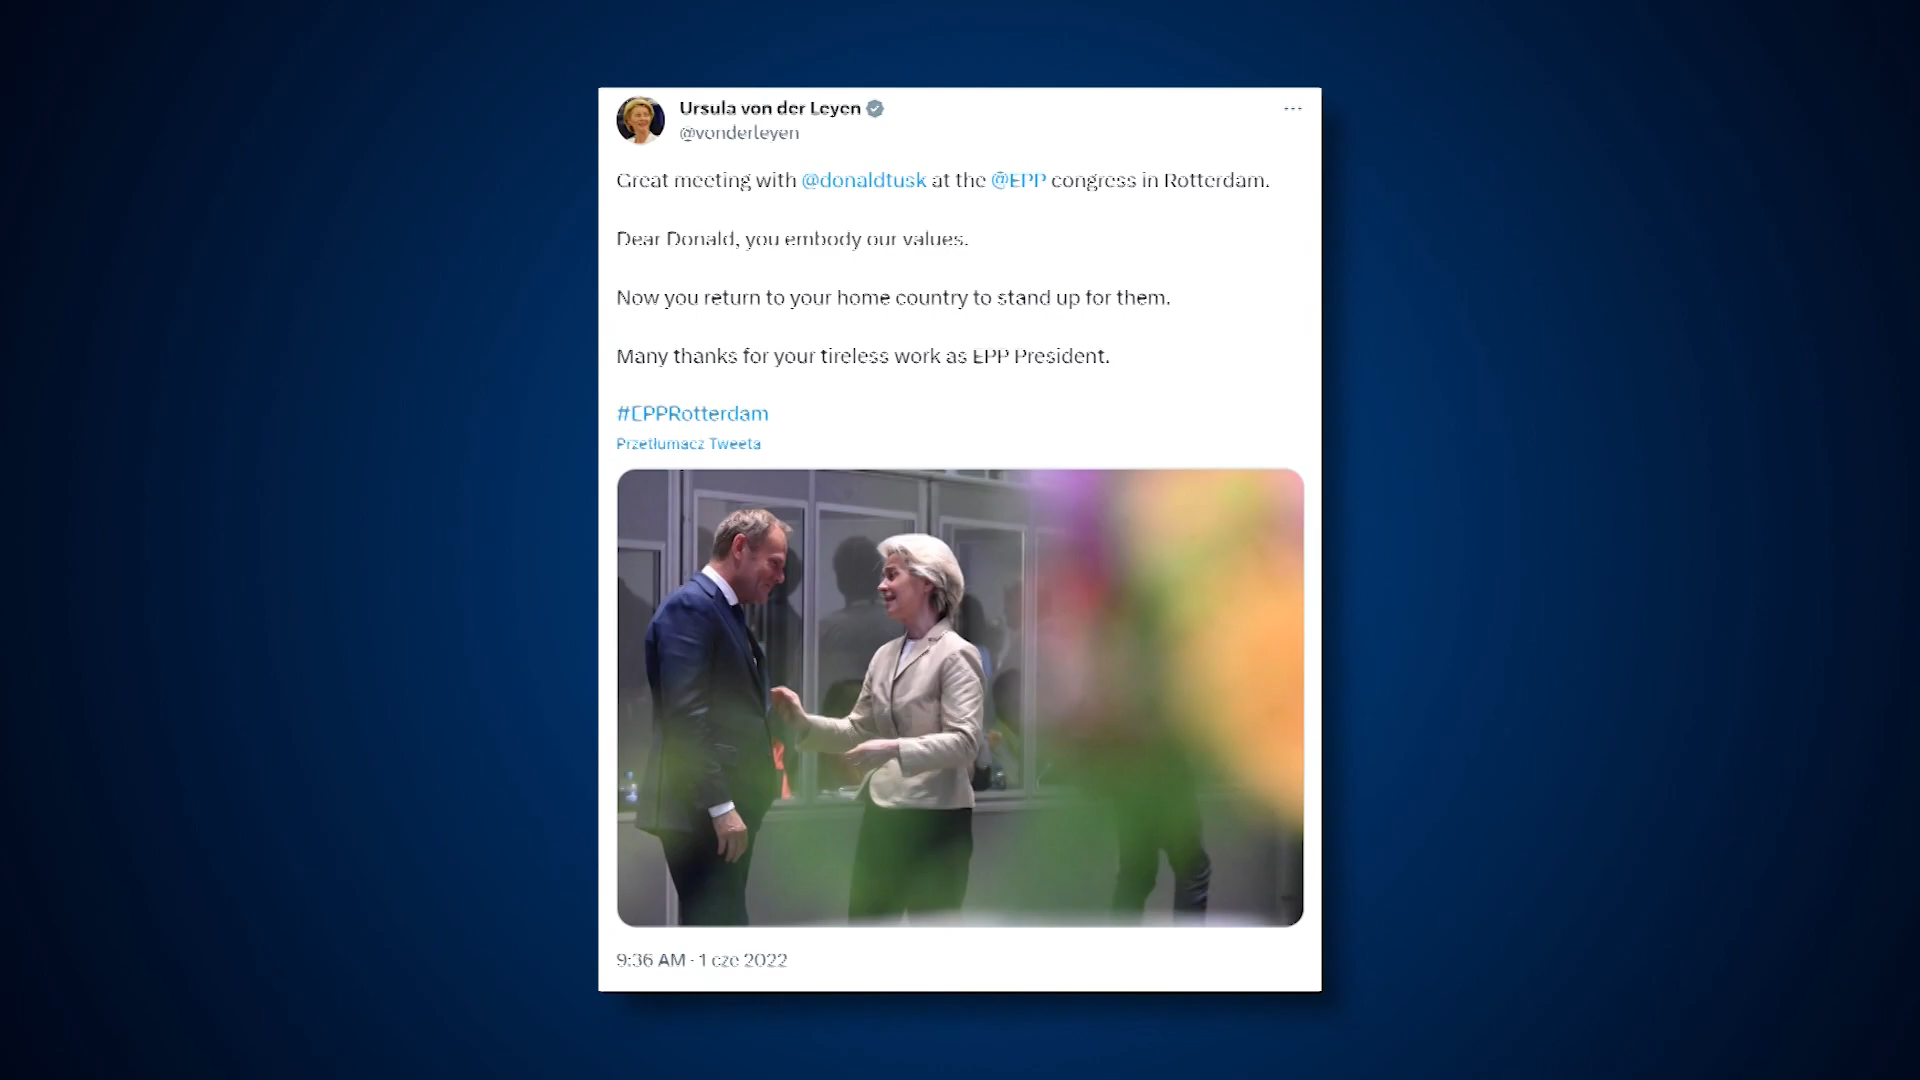 Ursula von der Leyen
@vonderleyen
Great meeting with @donaldtusk at the @EPP congress in Rotterdam.
Dear Donald, you embody our values.
Now you return to your home country to stand up for them.
Many thanks for your tireless work as EPP President.
#EPPRotterdam
Przetłumacz Tweeta
9:36 AM · 1 cze 2022